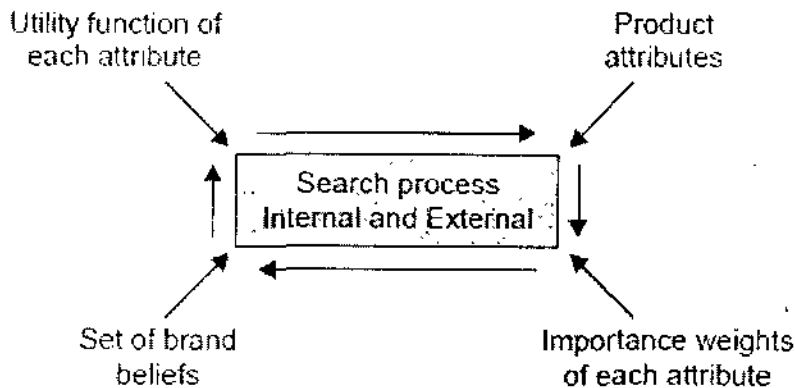 Utility function of
each attribute
Product
attributes
Search process
Internal and External
Set of brand
beliefs
Importance weights
of each attribute